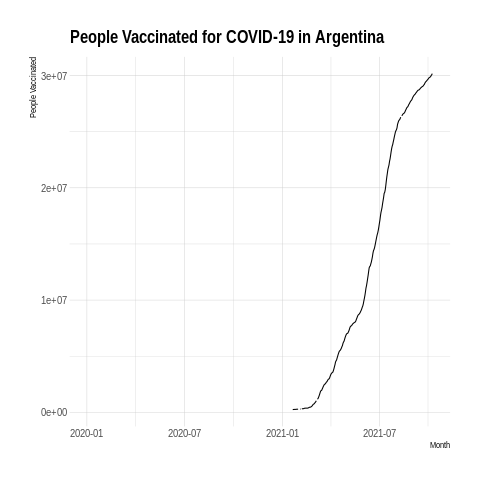 People Vaccinated for COVID-19 in Argentina
People Vaccinated
3e+07
2e+07
1e+07
0e+00
2020-01
2020-07
2021-01
2021-07
Month